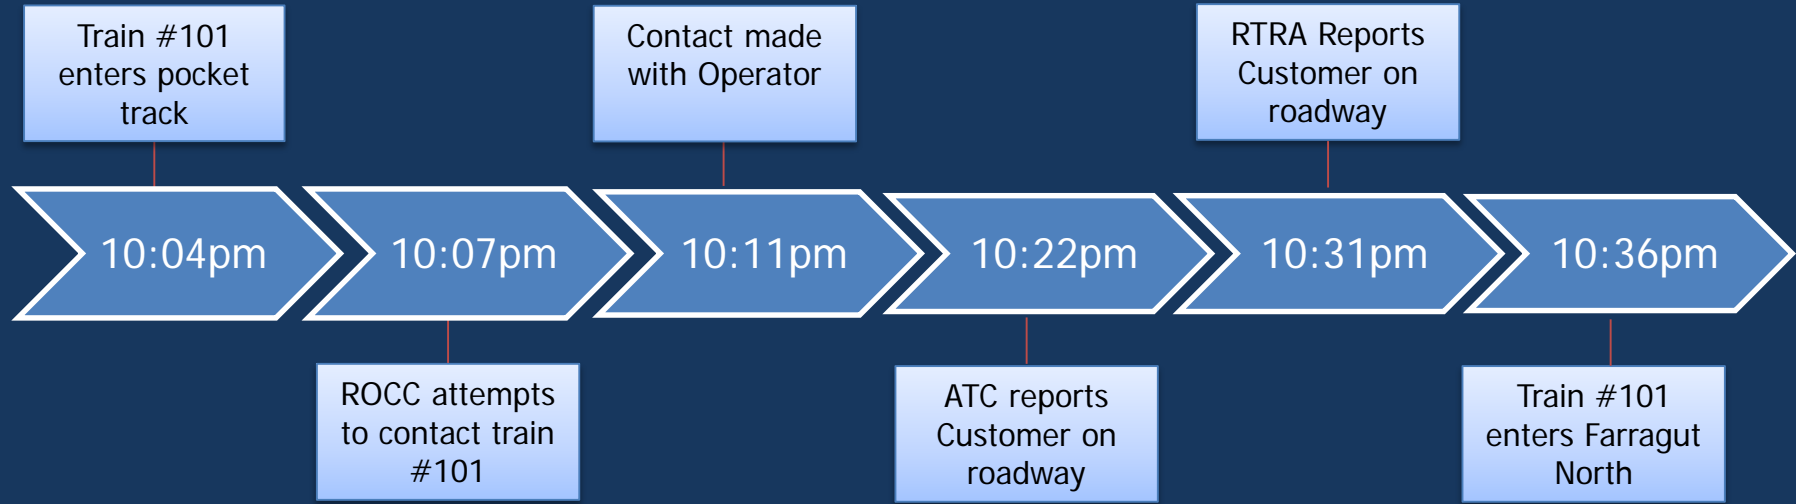 Train #101
enters pocket
track
Contact made
with Operator
RTRA Reports
Customer on
roadway
10:04pm
10:07pm
10:11pm
10:22pm
10:31pm
10:36pm
ROCC attempts
to contact train
#101
ATC reports
Customer on
roadway
Train #101
enters Farragut
North